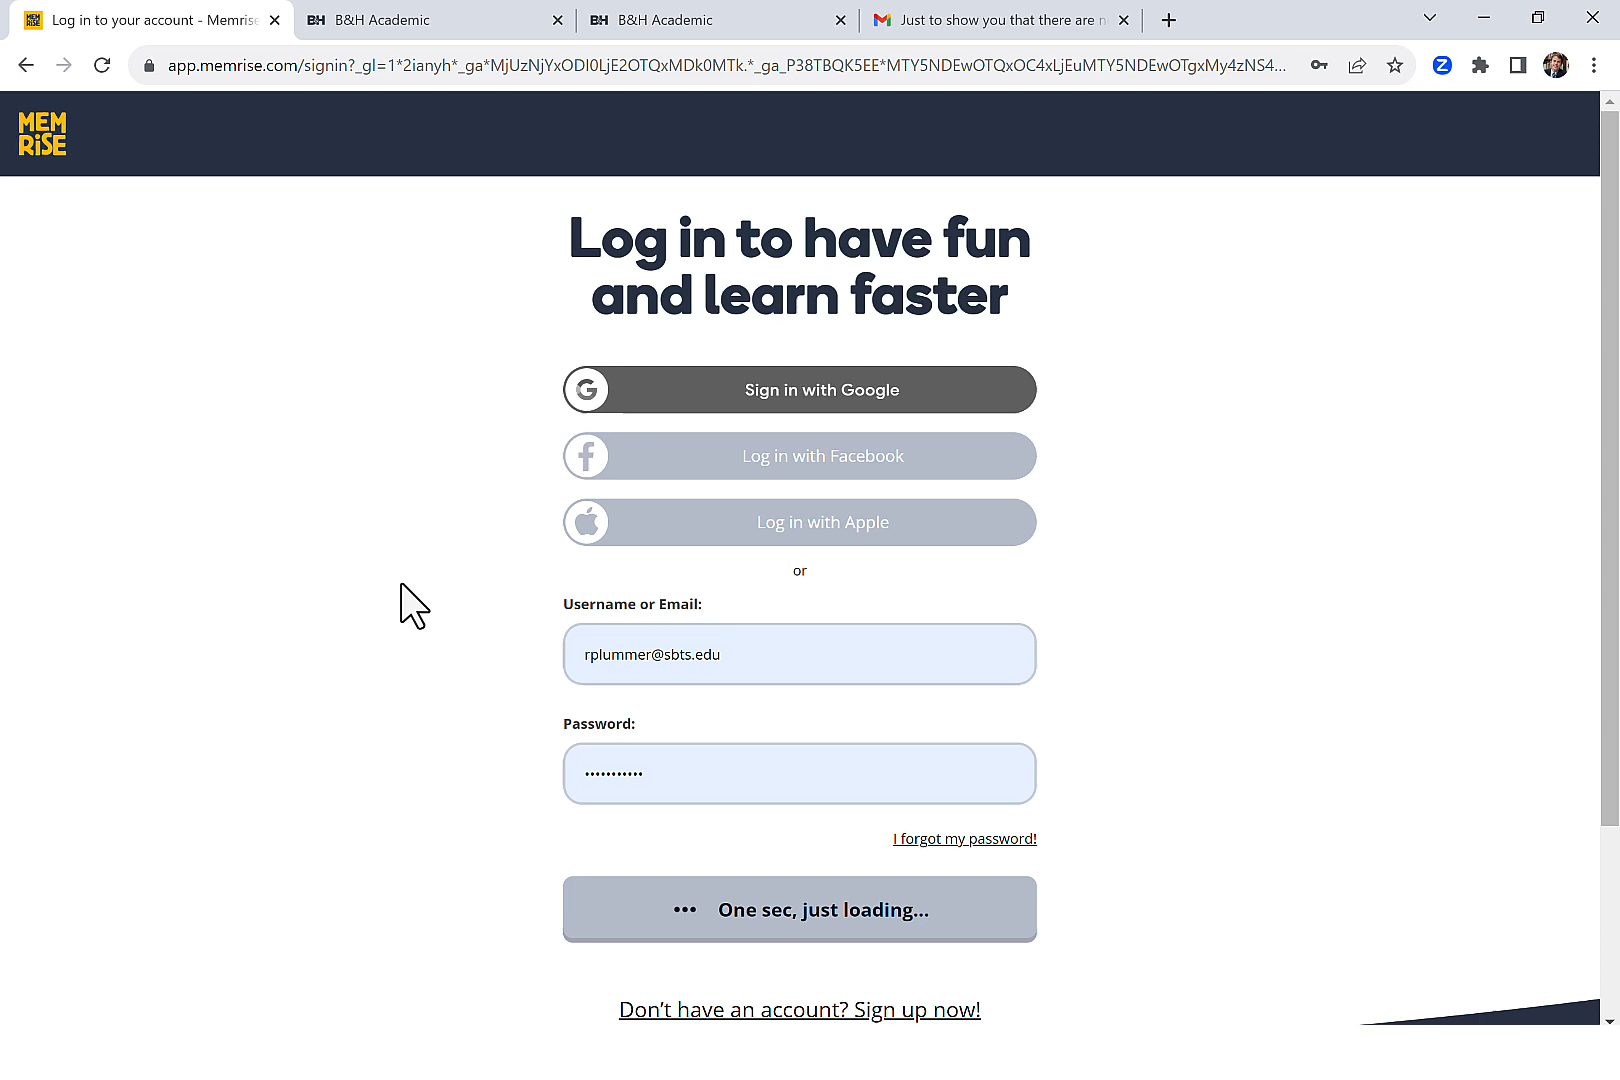 Log in to your account - Memrise
B&H Academic
B&H Academic
Just to show you that there are n
app.memrise.com/signin?_gl=1*2ianyh*_ga*MjUzNjYxODI0LjE2OTQxMDk0MTk.*_ga_P38TBQK5EE*MTY5NDEwOTQxOC4xLjEuMTY5NDEwOTgxMy4zNS4...
MEM
RiSE
Log in to have fun
and learn faster
Sign in with Google
Log in with Facebook
Log in with Apple
or
Username or Email:
rplummer@sbts.edu
Password:
•••••••••••
I forgot my password!
••• One sec, just loading...
Don't have an account? Sign up now!